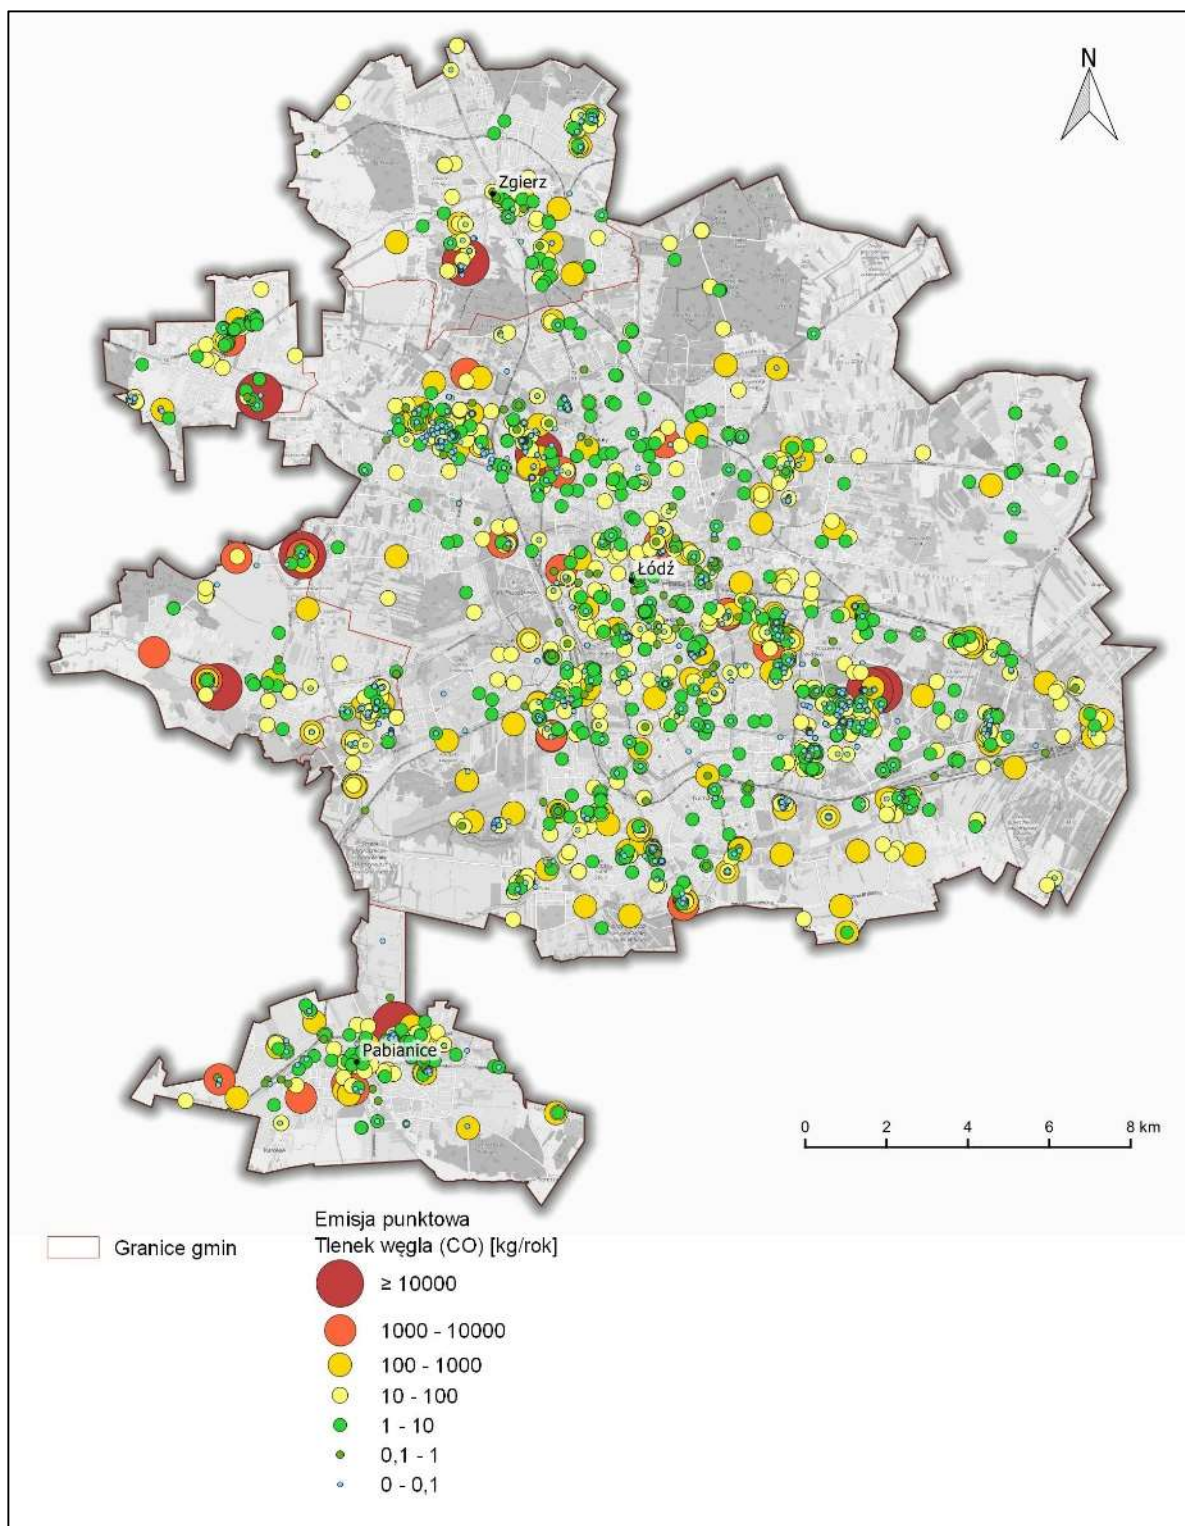 N
Zgierz
Łódź
Pabianice
0 2 4 6 8 km
Emisja punktowa
Granice gmin
Tlenek węgla (CO) [kg/rok]
≥ 10000
1000 - 10000
100 - 1000
10 - 100
1 - 10
0,1 - 1
0 - 0,1